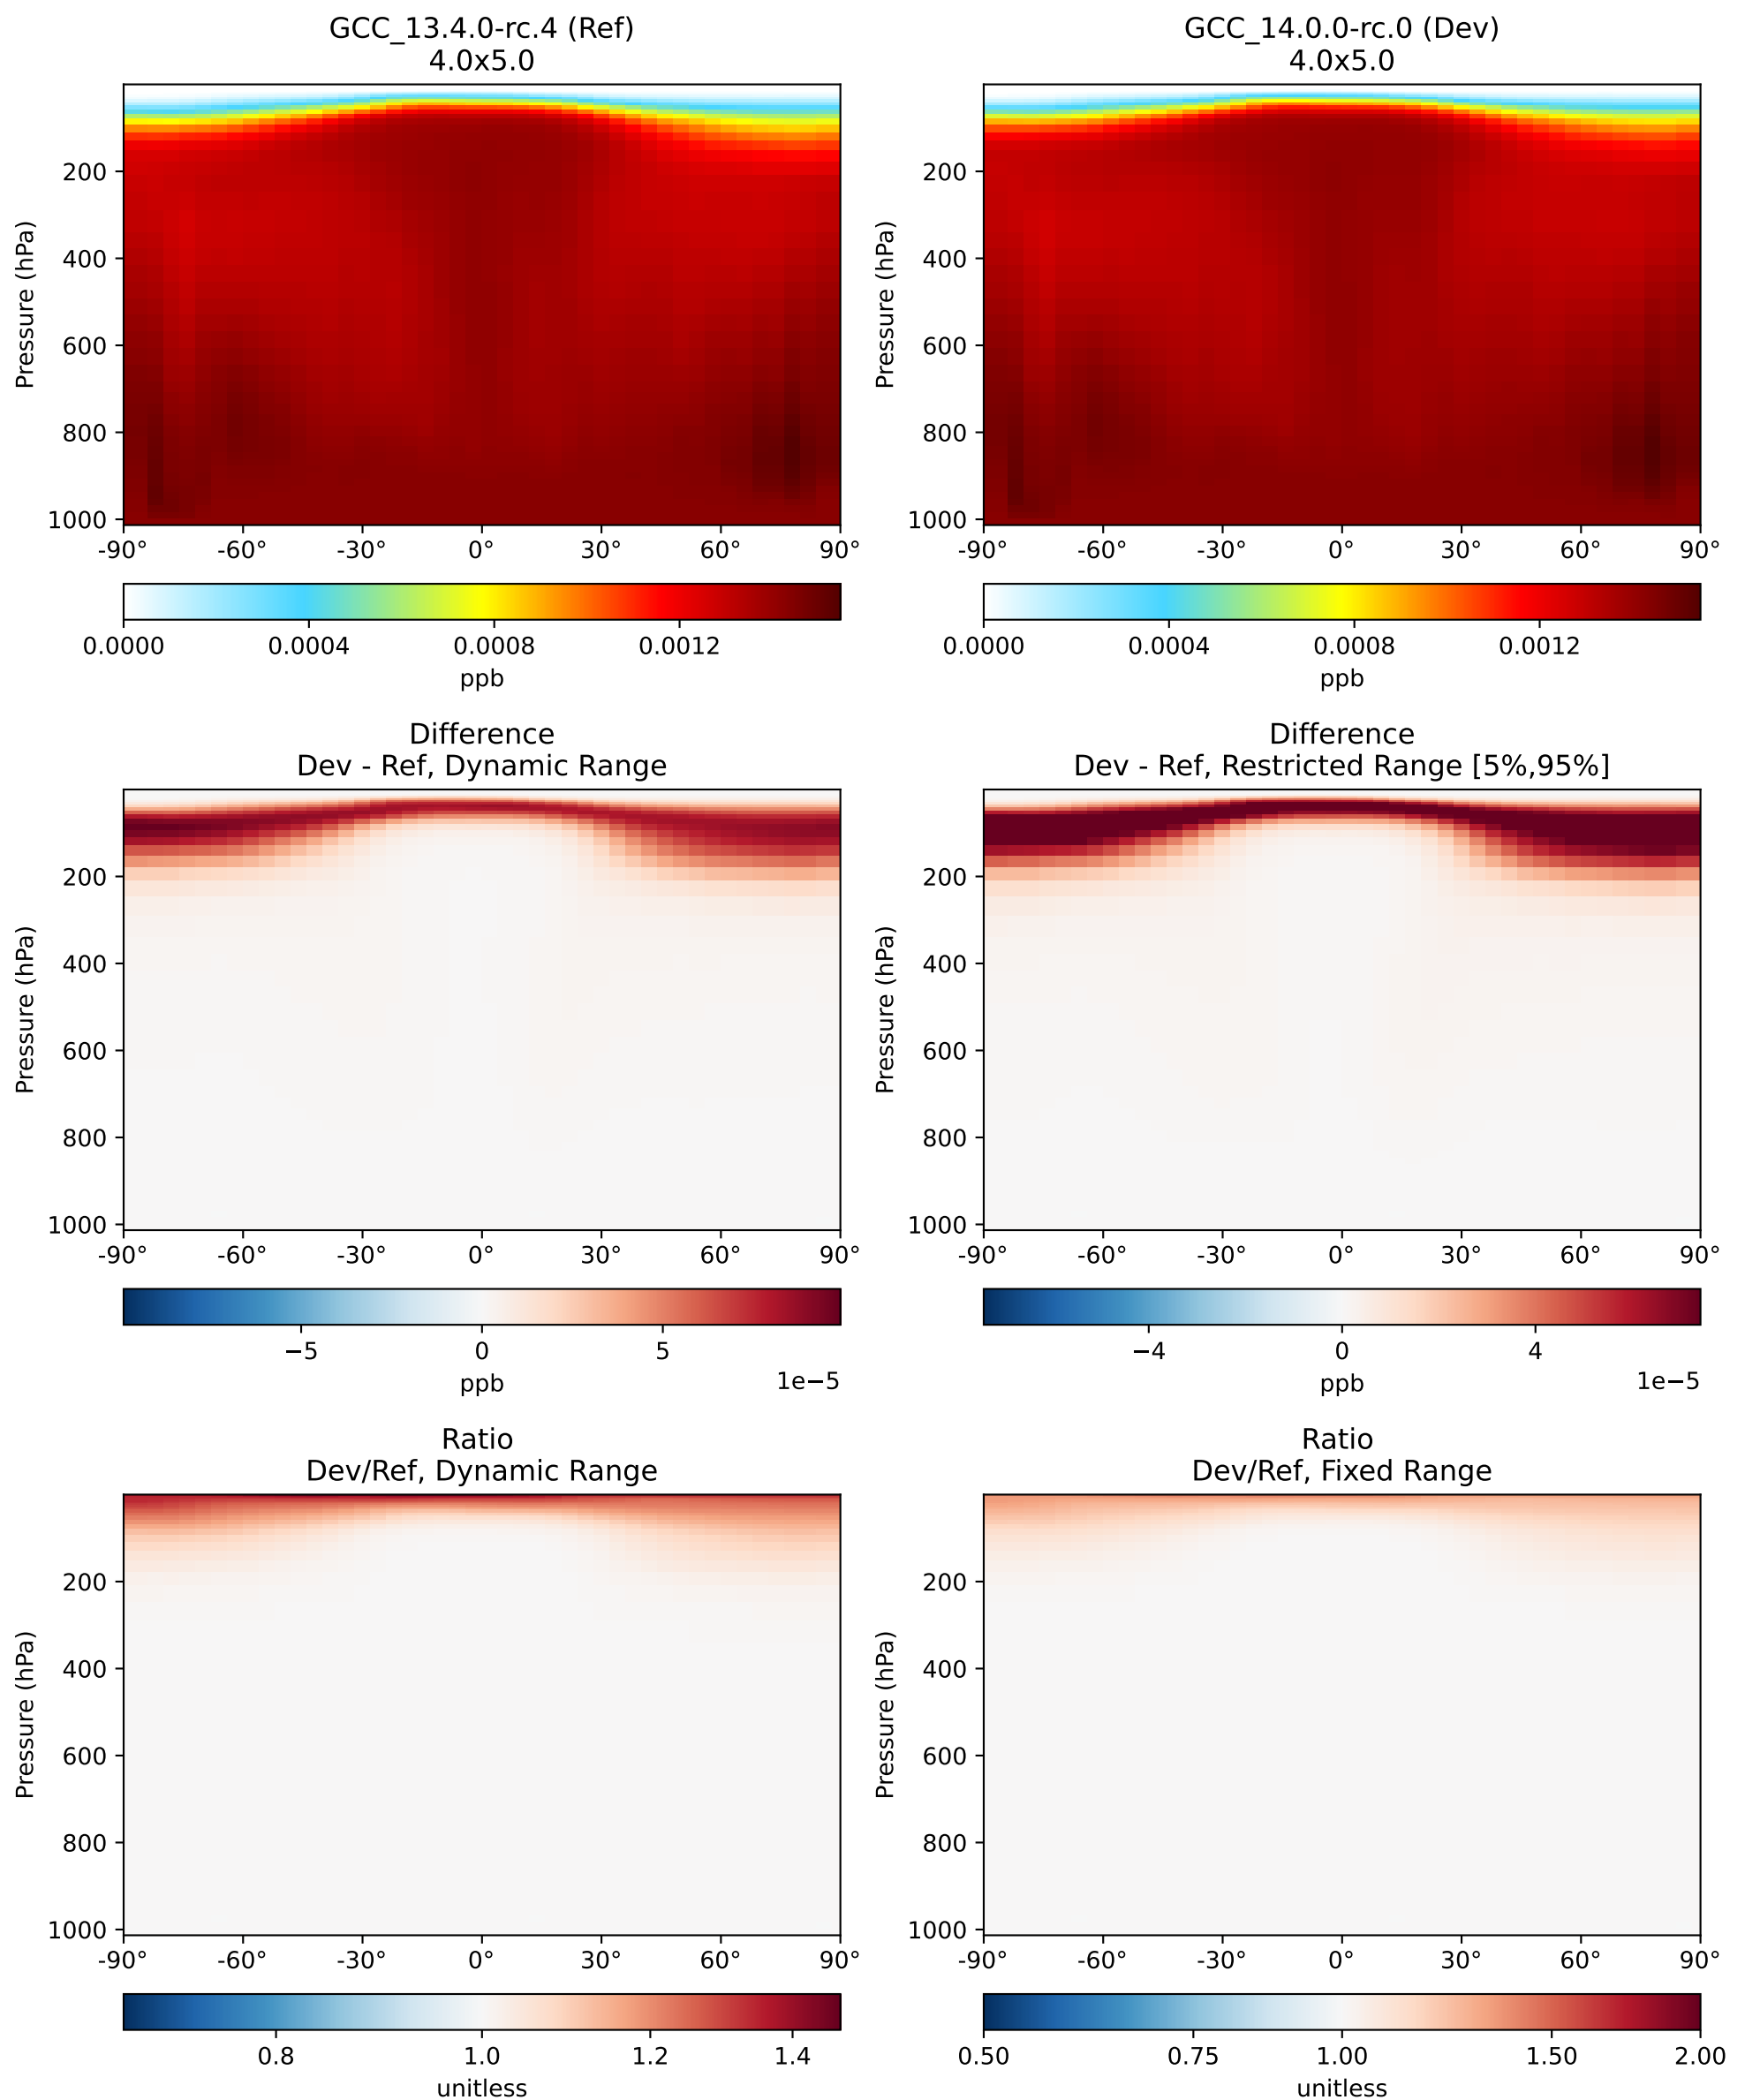 GCC_13.4.0-rc.4 (Ref)
4.0x5.0
Pressure (hPa)
200
400
600
800
1000
-90° -60° -30° 0° 30° 60° 90°
0.0000 0.0004 0.0008 0.0012
ppb
GCC_14.0.0-rc.0 (Dev)
4.0x5.0
Pressure (hPa)
200
400
600
800
1000
-90° -60° -30° 0° 30° 60° 90°
0.0000 0.0004 0.0008 0.0012
ppb
Difference
Dev - Ref, Dynamic Range
Pressure (hPa)
200
400
600
800
1000
-90° -60° -30° 0° 30° 60° 90°
−5 0 5
ppb 1e−5
Difference
Dev - Ref, Restricted Range [5%,95%]
Pressure (hPa)
200
400
600
800
1000
-90° -60° -30° 0° 30° 60° 90°
−4 0 4
ppb 1e−5
Ratio
Dev/Ref, Dynamic Range
Pressure (hPa)
200
400
600
800
1000
-90° -60° -30° 0° 30° 60° 90°
0.8 1.0 1.2 1.4
unitless
Ratio
Dev/Ref, Fixed Range
Pressure (hPa)
200
400
600
800
1000
-90° -60° -30° 0° 30° 60° 90°
0.50 0.75 1.00 1.50 2.00
unitless